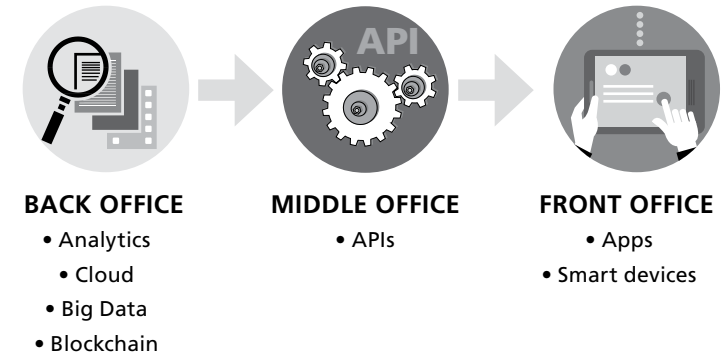 API
BACK OFFICE
• Analytics
• Cloud
• Big Data
• Blockchain
MIDDLE OFFICE
• APIs
FRONT OFFICE
• Apps
• Smart devices